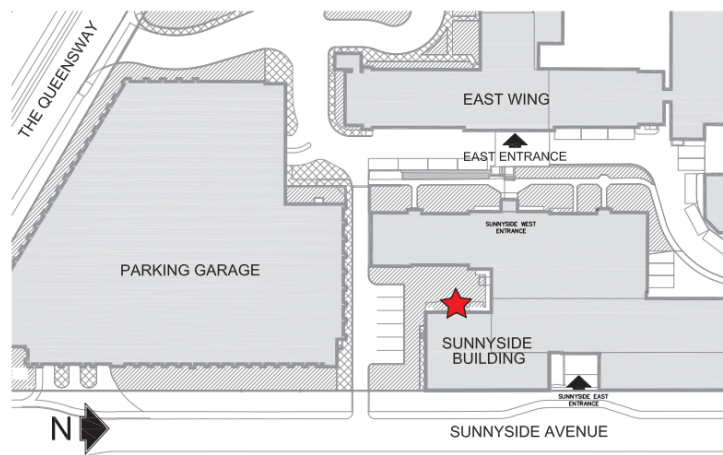 THE QUEENSWAY
EAST WING
EAST ENTRANCE
SUNNYSIDE WEST
ENTRANCE
PARKING GARAGE
SUNNYSIDE
BUILDING
SUNNYSIDE EAST
ENTRANCE
N
SUNNYSIDE AVENUE